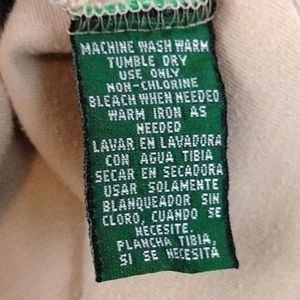 MACHINE WASH WARM
TUMBLE DRY
USE ONLY
NON-CHLORINE
BLEACH WHEN NEEDED
WARM IRON AS
NEEDED
LAVAR EN LAVADORA
CON AGUA TIBIA
SECAR EN SECADORA
USAR SOLAMENTE
BLANQUEADOR SIN
CLORO, CUANDO SE
NECESITE.
PLANCHA TIBIA,
SI SE NECESITA